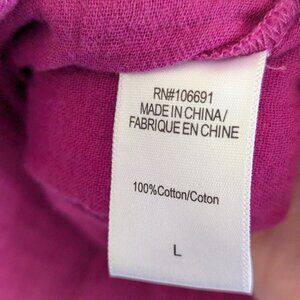 RN#106691
MADE IN CHINA/
FABRIQUE EN CHINE
100%Cotton/Coton
L